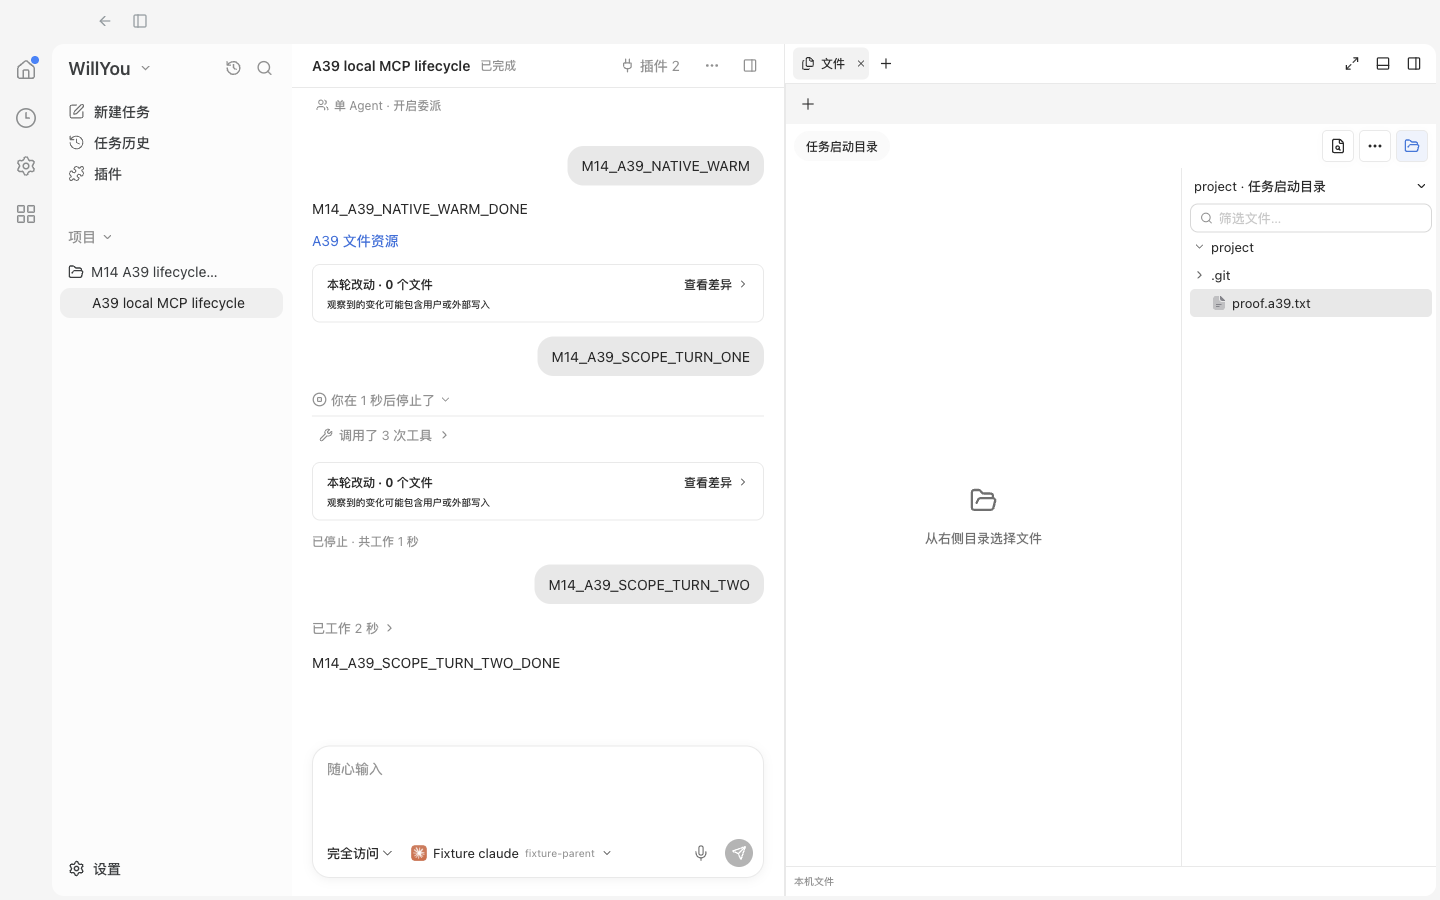 WillYou
新建任务
任务历史
插件
项目
M14 A39 lifecycle...
A39 local MCP lifecycle
设置
A39 local MCP lifecycle 已完成
插件 2
单 Agent · 开启委派
M14_A39_NATIVE_WARM
M14_A39_NATIVE_WARM_DONE
A39 文件资源
本轮改动 · 0 个文件 查看差异
观察到的变化可能包含用户或外部写入
M14_A39_SCOPE_TURN_ONE
你在 1 秒后停止了
调用了 3 次工具
本轮改动 · 0 个文件 查看差异
观察到的变化可能包含用户或外部写入
已停止 · 共工作 1 秒
M14_A39_SCOPE_TURN_TWO
已工作 2 秒
M14_A39_SCOPE_TURN_TWO_DONE
随心输入
完全访问 Fixture claude fixture-parent
文件
任务启动目录
从右侧目录选择文件
project · 任务启动目录
筛选文件...
project
.git
proof.a39.txt
本机文件